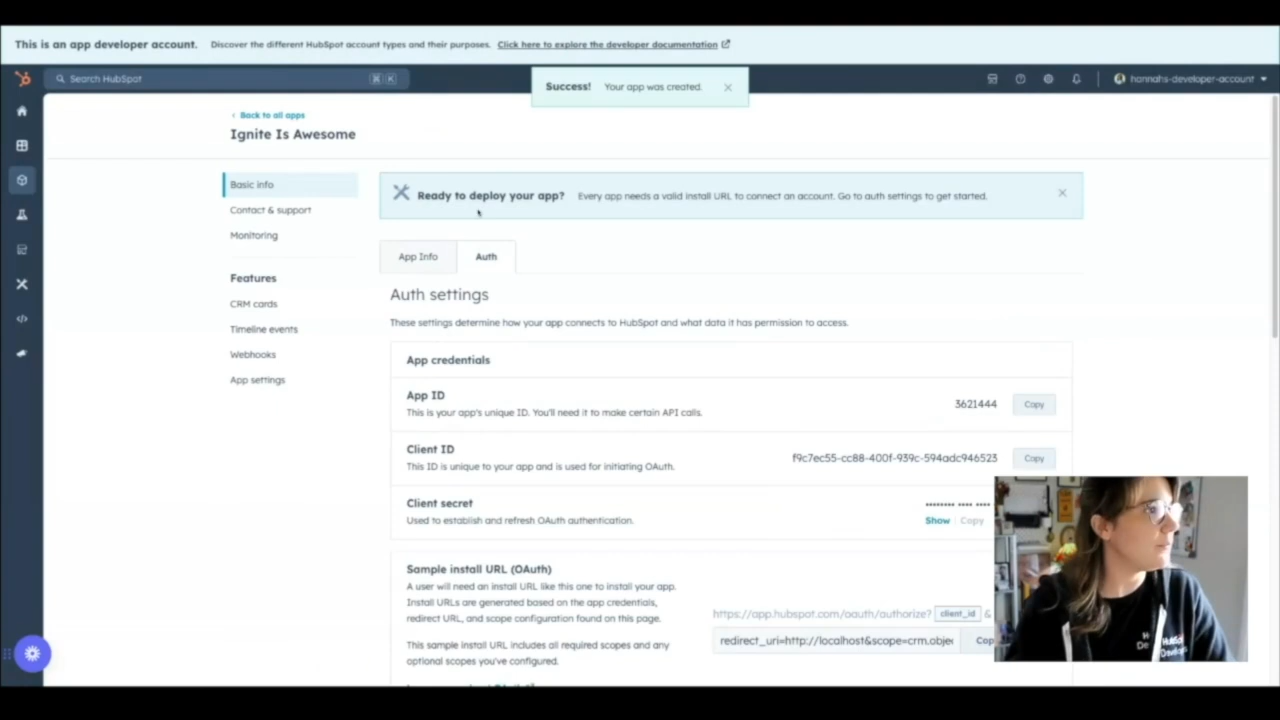 This is an app developer account. Discover the different HubSpot account types and their purposes. Click here to explore the developer documentation
Search HubSpot ⌘ K
Success! Your app was created.
hannahs-developer-account
Back to all apps
Ignite Is Awesome
Basic info
Contact & support
Monitoring
Features
CRM cards
Timeline events
Webhooks
App settings
Ready to deploy your app? Every app needs a valid install URL to connect an account. Go to auth settings to get started.
App Info Auth
Auth settings
These settings determine how your app connects to HubSpot and what data it has permission to access.
App credentials
App ID
This is your app's unique ID. You'll need it to make certain API calls.
3621444 Copy
Client ID
This ID is unique to your app and is used for initiating OAuth.
f9c7ec55-cc88-400f-939c-594adc946523 Copy
Client secret
Used to establish and refresh OAuth authentication.
•••••••• •••• ••••
Show Copy
Sample install URL (OAuth)
A user will need an install URL like this one to install your app.
Install URLs are generated based on the app credentials,
redirect URL, and scope configuration found on this page.
This sample install URL includes all required scopes and any
optional scopes you've configured.
https://app.hubspot.com/oauth/authorize? client_id &
redirect_uri=http://localhost&scope=crm.objec Cop